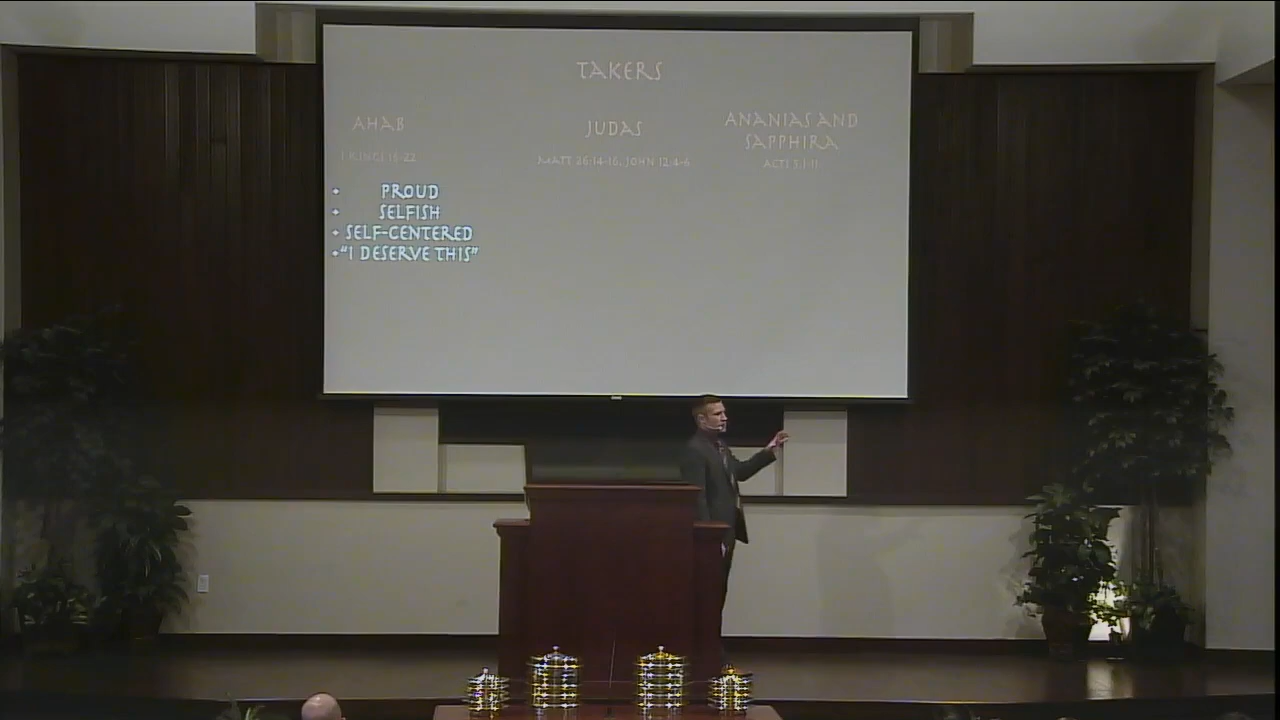 TAKERS
AHAB
1 KINGS 16-22
JUDAS
MATT 26:14-16, JOHN 12:4-6
ANANIAS AND
SAPPHIRA
ACTS 5:1-11
• PROUD
• SELFISH
• SELF-CENTERED
• "I DESERVE THIS"